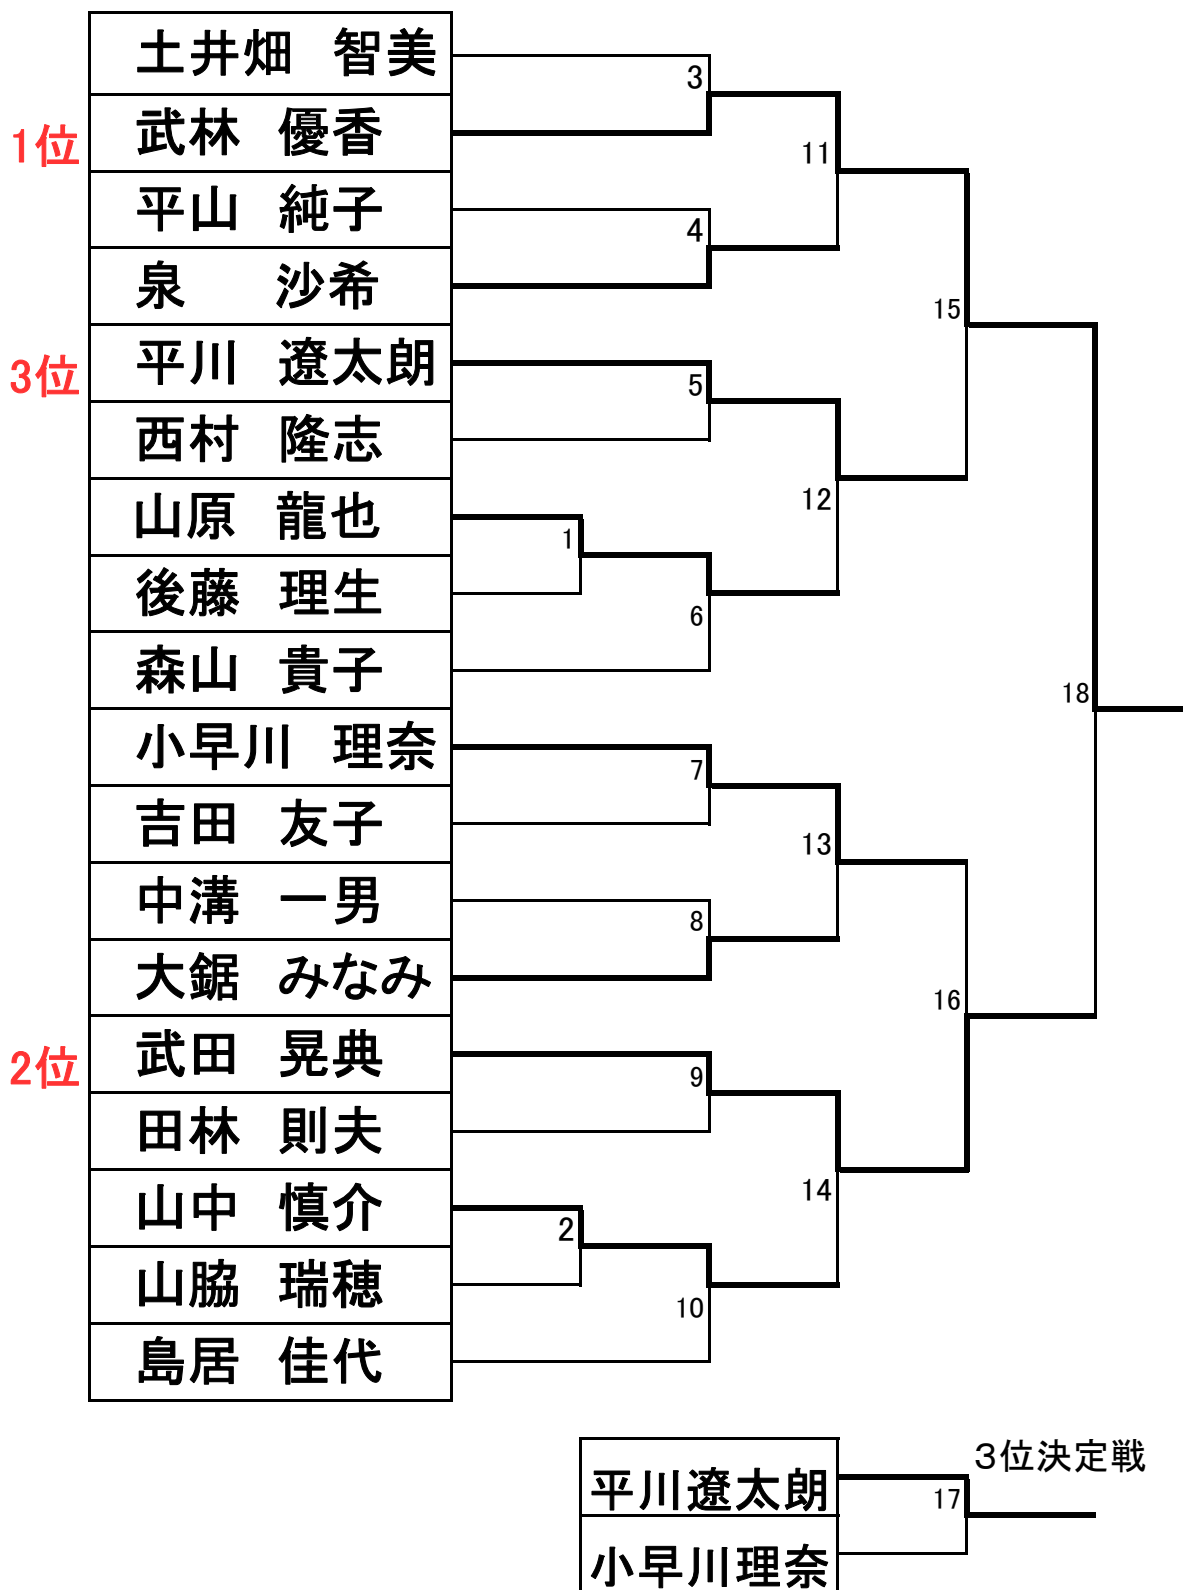 土井畑 智美
3
武林 優香
1位
11
平山 純子
4
泉 沙希
15
平川 遼太朗
3位
5
西村 隆志
12
山原 龍也
1
後藤 理生
6
森山 貴子
18
小早川 理奈
7
吉田 友子
13
中溝 一男
8
大鋸 みなみ
16
武田 晃典
2位
9
田林 則夫
14
山中 慎介
2
山脇 瑞穂
10
島居 佳代
3位決定戦
平川遼太朗
17
小早川理奈